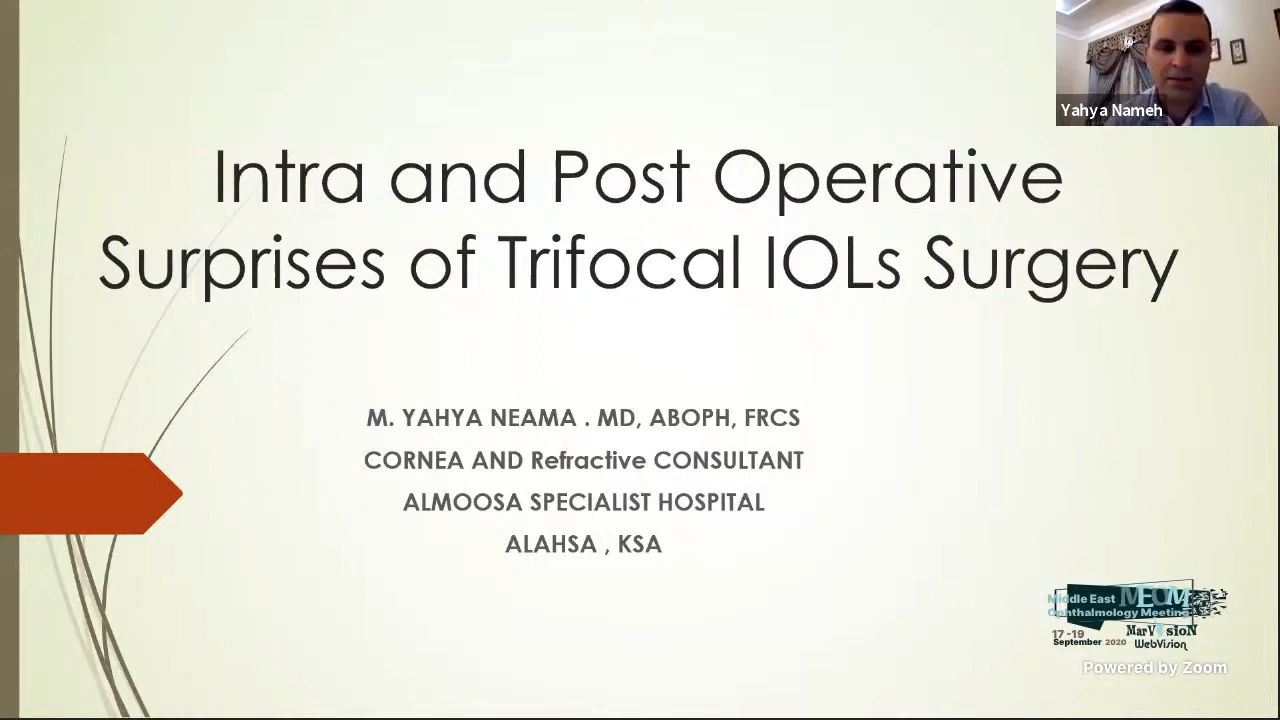 Yahya Nameh
Intra and Post Operative
Surprises of Trifocal IOLs Surgery
M. YAHYA NEAMA . MD, ABOPH, FRCS
CORNEA AND Refractive CONSULTANT
ALMOOSA SPECIALIST HOSPITAL
ALAHSA , KSA
Middle East MEOM
Ophthalmology Meeting
17-19 MarVisioN
September 2020 WebVision
Powered by Zoom